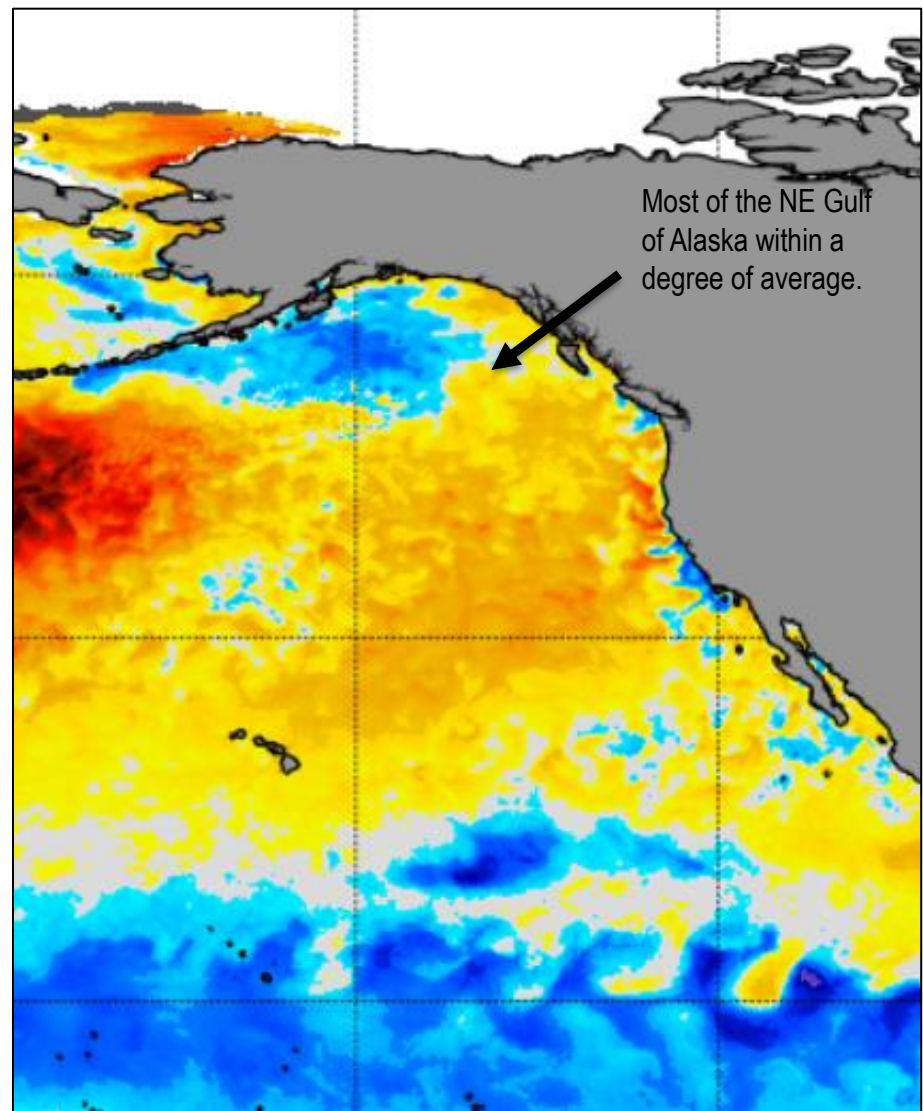 Most of the NE Gulf
of Alaska within a
degree of average.